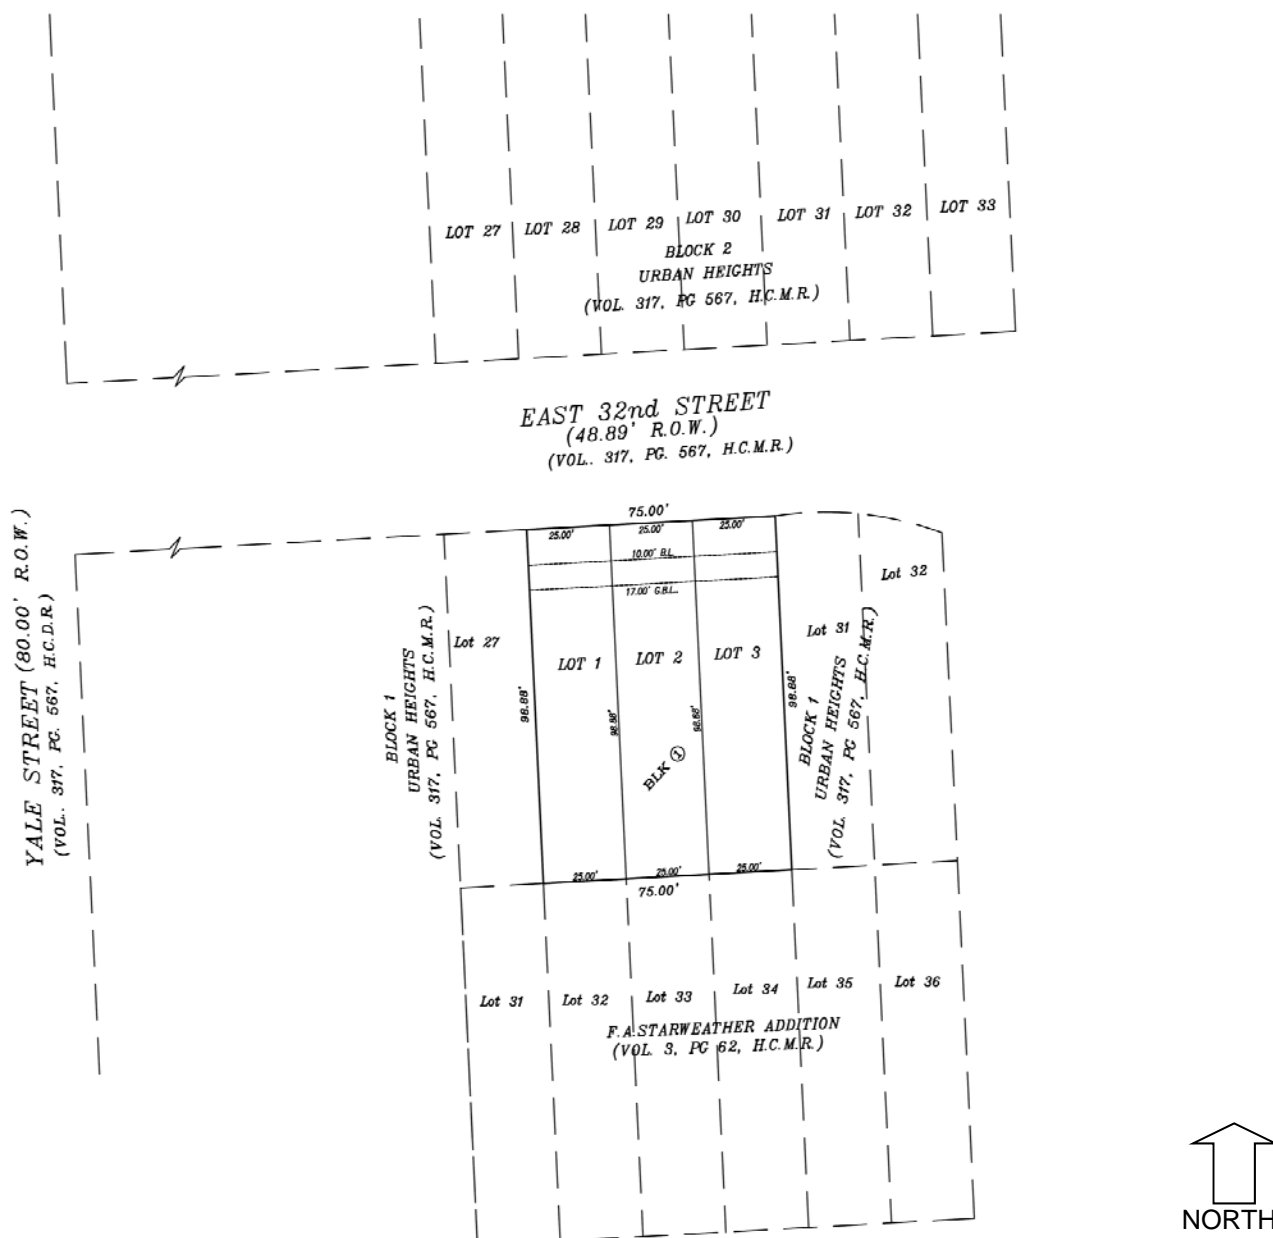 LOT 27
LOT 28
LOT 29
LOT 30
LOT 31
LOT 32
LOT 33
BLOCK 2
URBAN HEIGHTS
(VOL. 317, PG 567, H.C.M.R.)
EAST 32nd STREET
(48.89' R.O.W.)
(VOL.. 317, PG. 567, H.C.M.R.)
YALE STREET (80.00' R.O.W.)
(VOL.. 317, PG. 567, H.C.D.R.)
75.00'
25.00'
25.00'
25.00'
10.00' B.L.
17.00' G.B.L..
Lot 27
BLOCK 1
URBAN HEIGHTS
(VOL. 317, PG 567, H.C.M.R.)
LOT 1
LOT 2
LOT 3
98.88'
98.88'
98.88'
98.88'
BLK 1
Lot 31
Lot 32
BLOCK 1
URBAN HEIGHTS
(VOL. 317, PG 567, H.C.M.R.)
25.00'
25.00'
25.00'
75.00'
Lot 31
Lot 32
Lot 33
Lot 34
Lot 35
Lot 36
F.A.STARWEATHER ADDITION
(VOL. 3, PG 62, H.C.M.R.)
NORTH